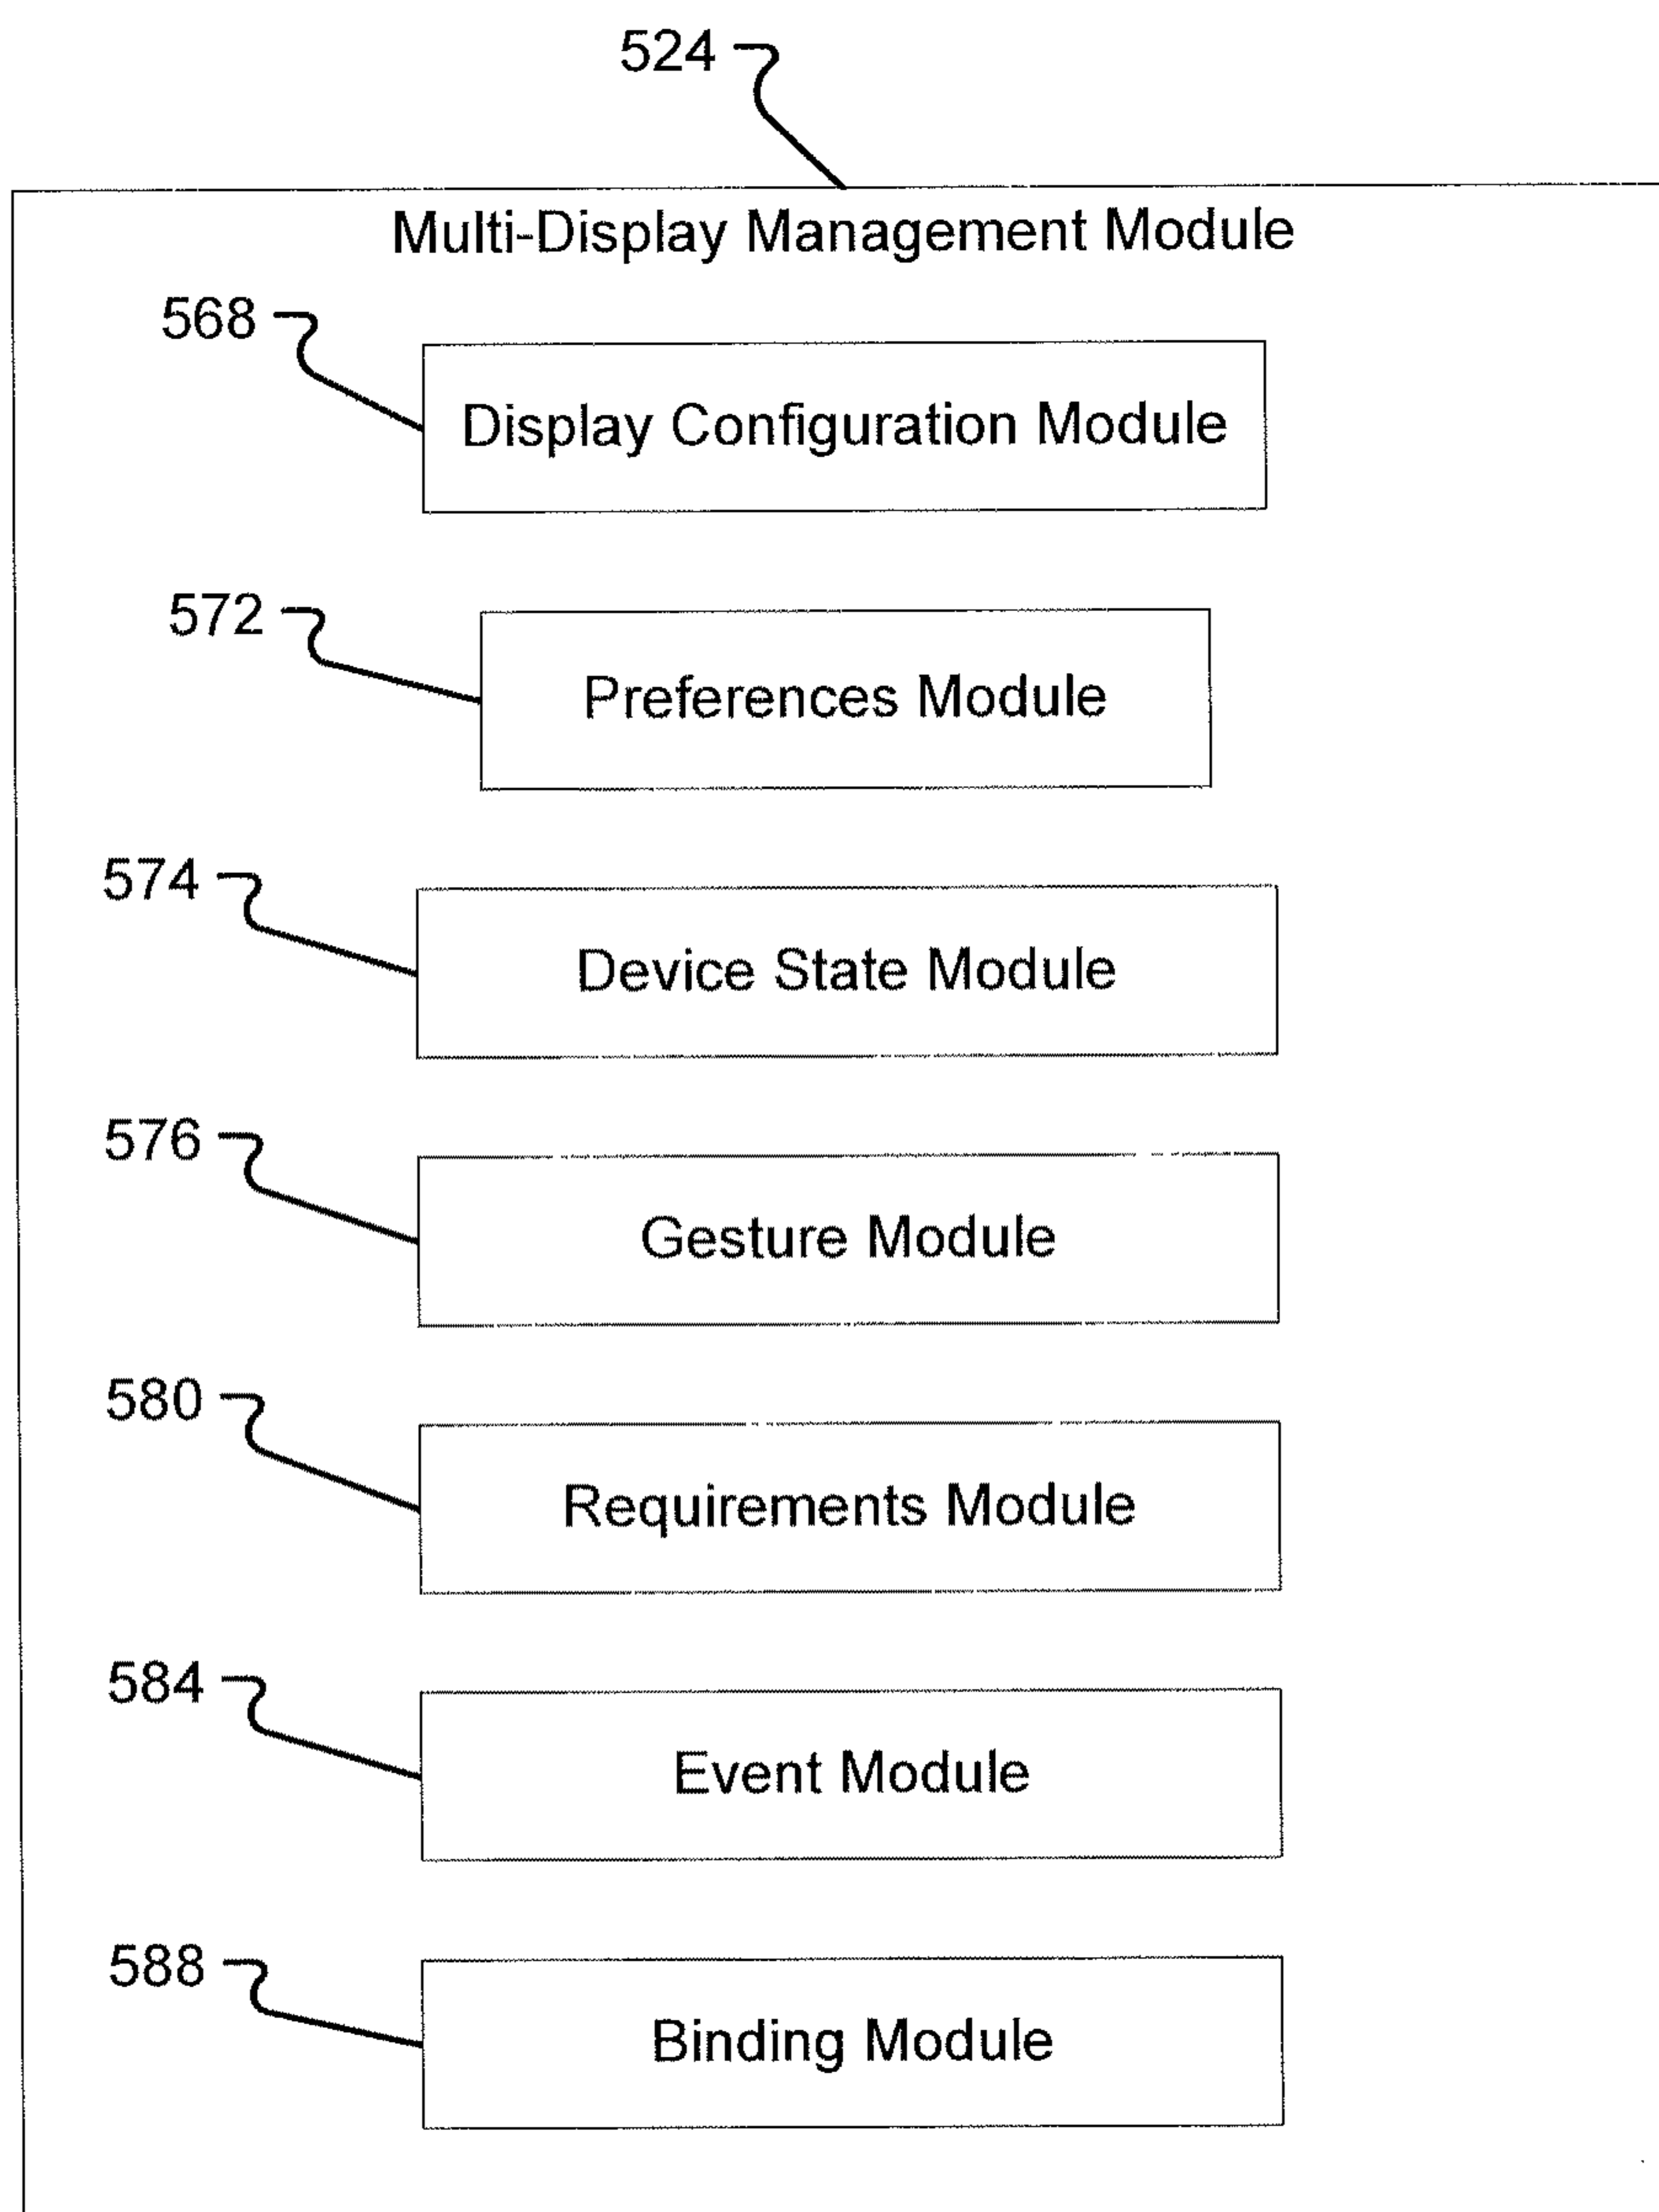 524
Multi-Display Management Module
568
Display Configuration Module
572
Preferences Module
574
Device State Module
576
Gesture Module
580
Requirements Module
584
Event Module
588
Binding Module